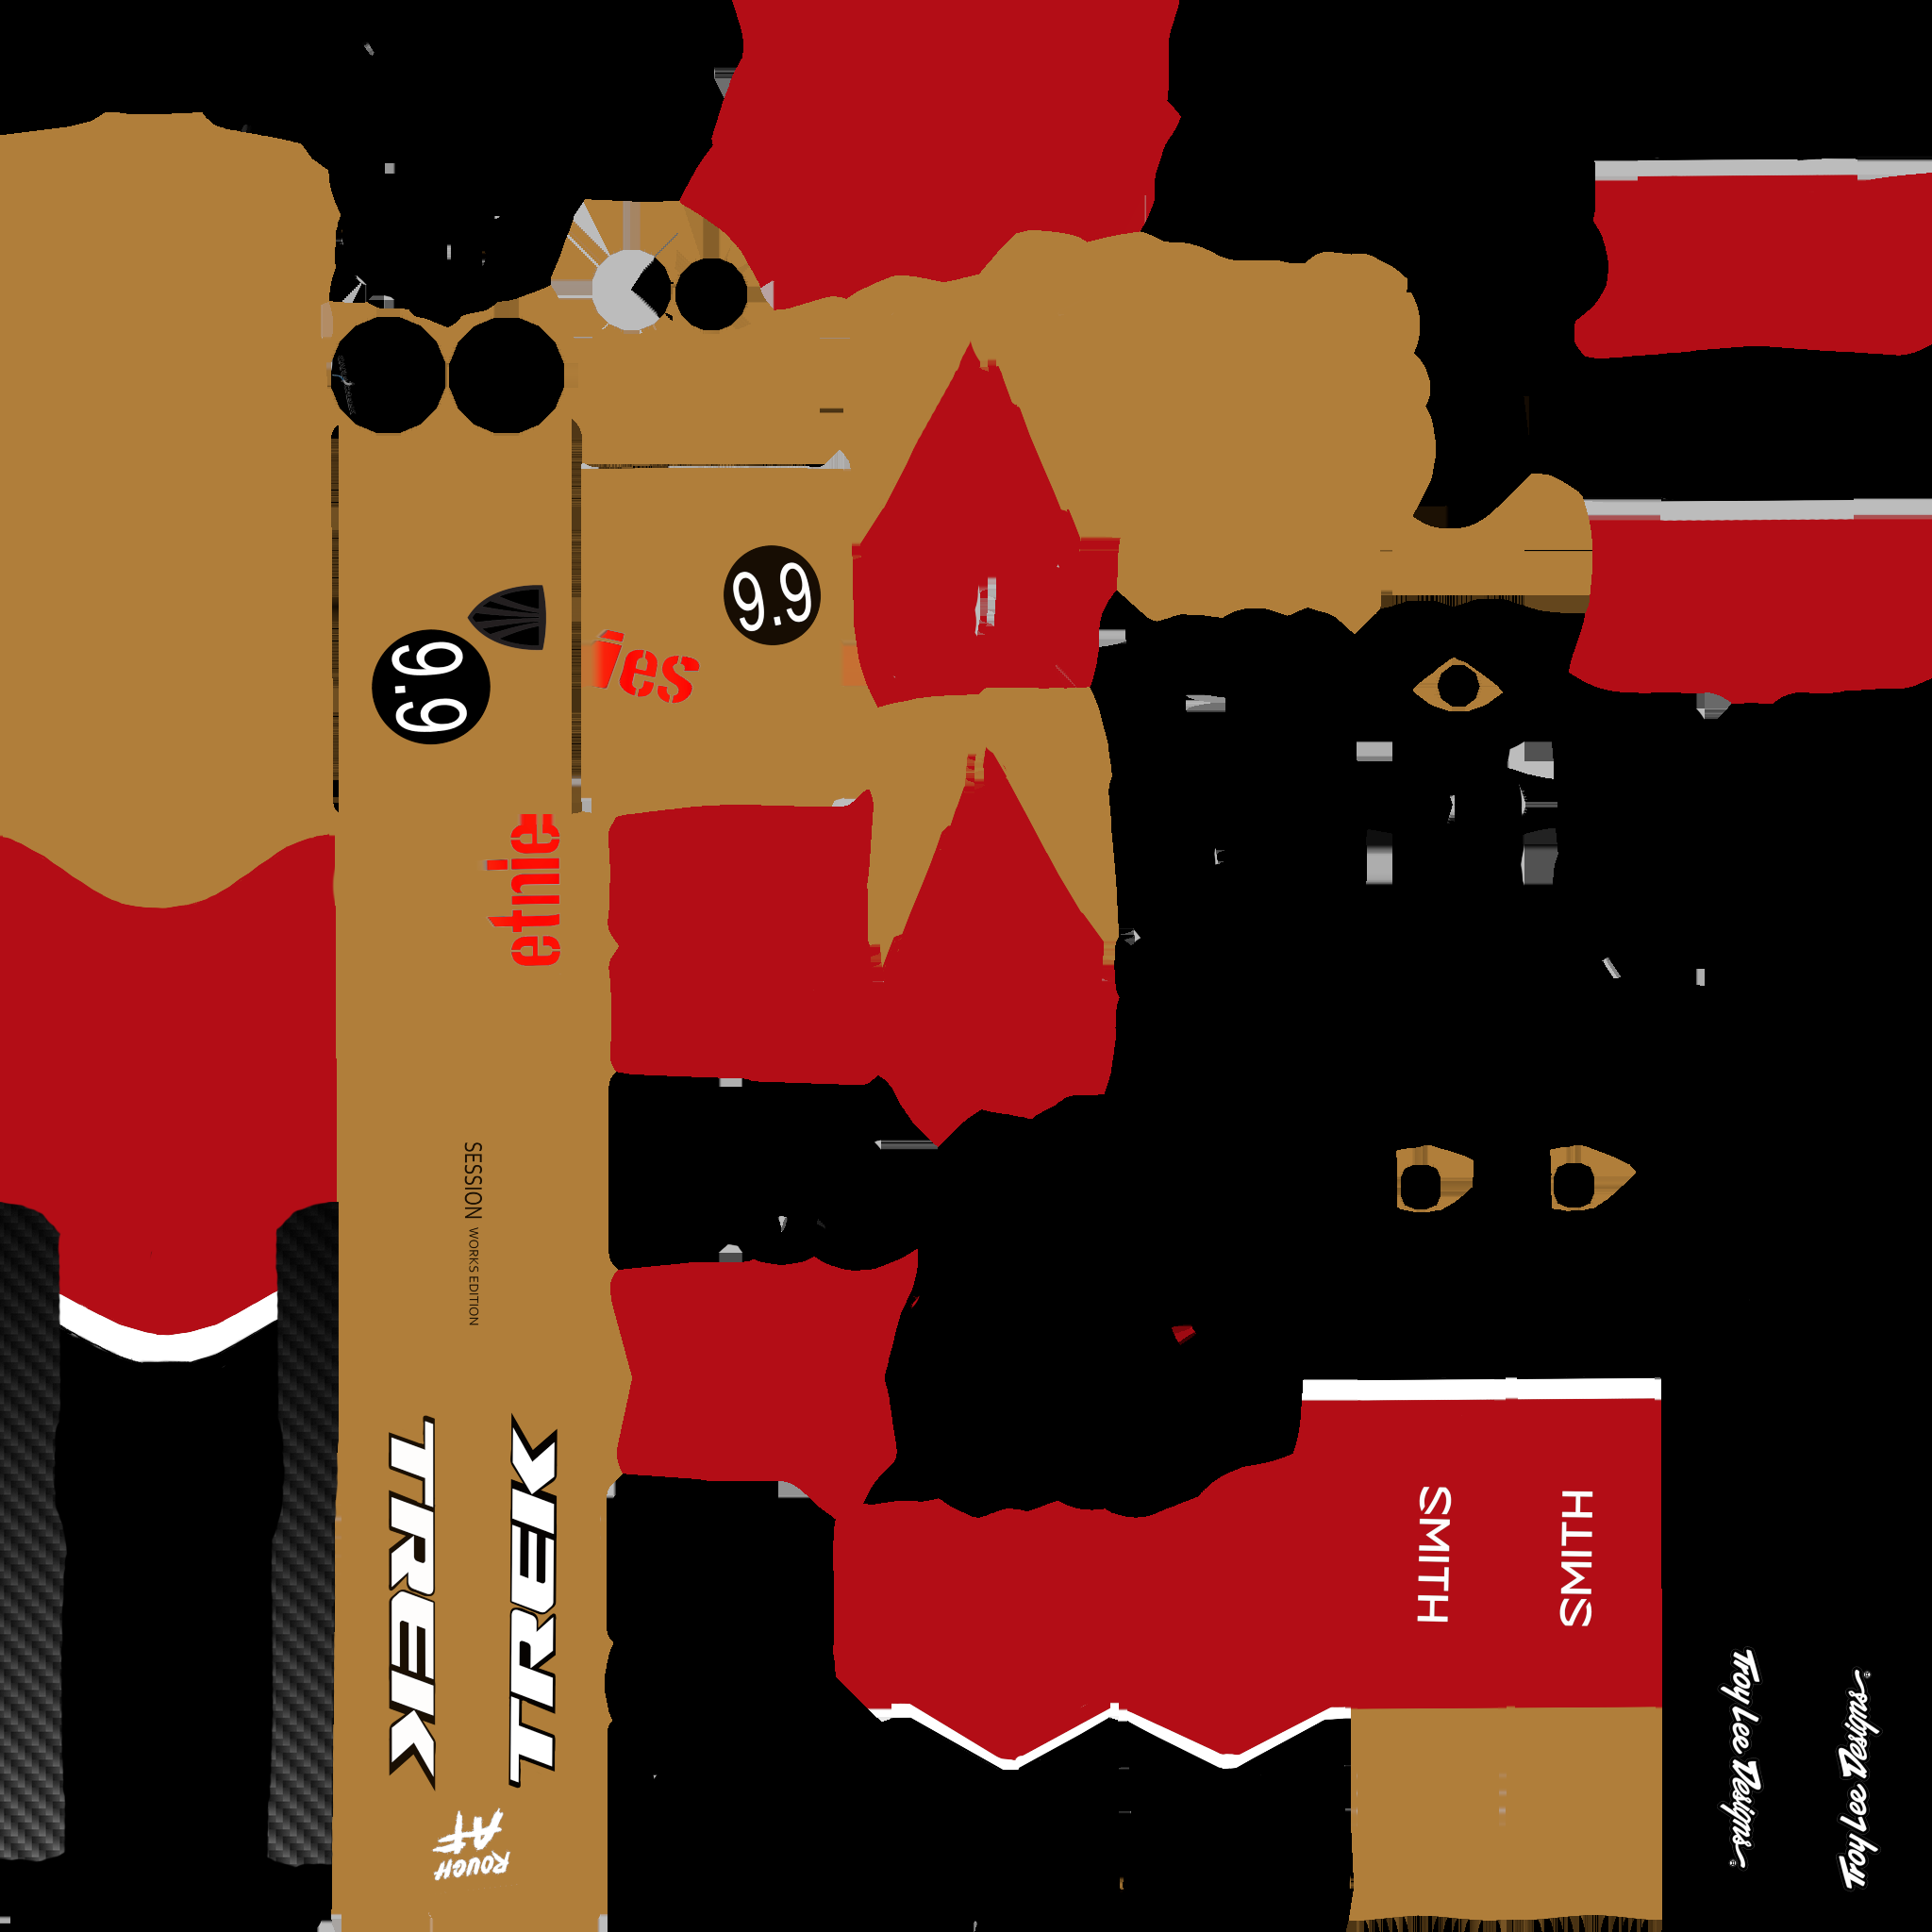 9.9
9.9
ies
etnie
SESSION WORKS EDITION
TREK
TREK
ROUGH
AF
SMITH
SMITH
Troy Lee Designs
Troy Lee Designs